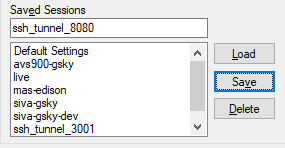 Saved Sessions
ssh_tunnel_8080
Default Settings
avs900-gsky
live
mas-edison
siva-gsky
siva-gsky-dev
ssh_tunnel_3001
Load
Save
Delete